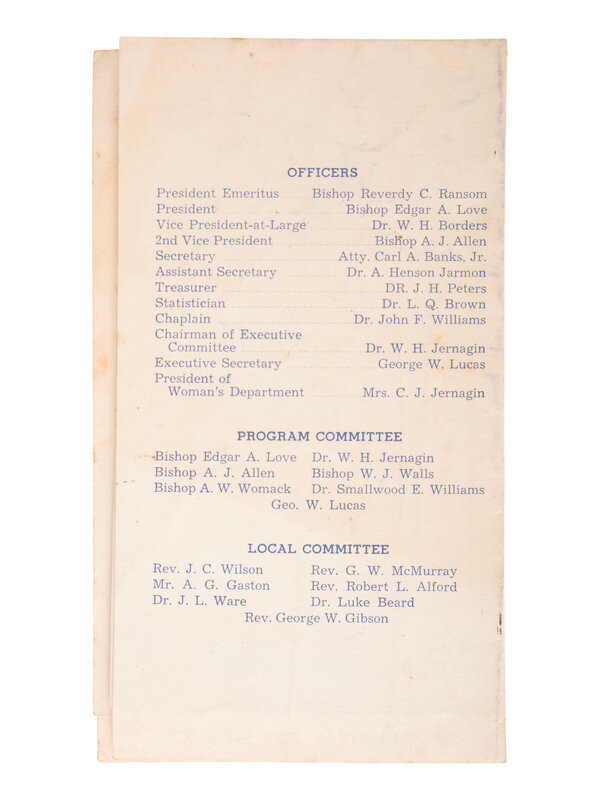 OFFICERS
President Emeritus ...... Bishop Reverdy C. Ransom
President ...... Bishop Edgar A. Love
Vice President-at-Large ...... Dr. W. H. Borders
2nd Vice President ...... Bishop A. J. Allen
Secretary ...... Atty. Carl A. Banks, Jr.
Assistant Secretary ...... Dr. A. Henson Jarmon
Treasurer ...... DR. J. H. Peters
Statistician ...... Dr. L. Q. Brown
Chaplain ...... Dr. John F. Williams
Chairman of Executive
Committee ...... Dr. W. H. Jernagin
Executive Secretary ...... George W. Lucas
President of
Woman's Department ...... Mrs. C. J. Jernagin
PROGRAM COMMITTEE
Bishop Edgar A. Love Dr. W. H. Jernagin
Bishop A. J. Allen Bishop W. J. Walls
Bishop A. W. Womack Dr. Smallwood E. Williams
Geo. W. Lucas
LOCAL COMMITTEE
Rev. J. C. Wilson Rev. G. W. McMurray
Mr. A. G. Gaston Rev. Robert L. Alford
Dr. J. L. Ware Dr. Luke Beard
Rev. George W. Gibson